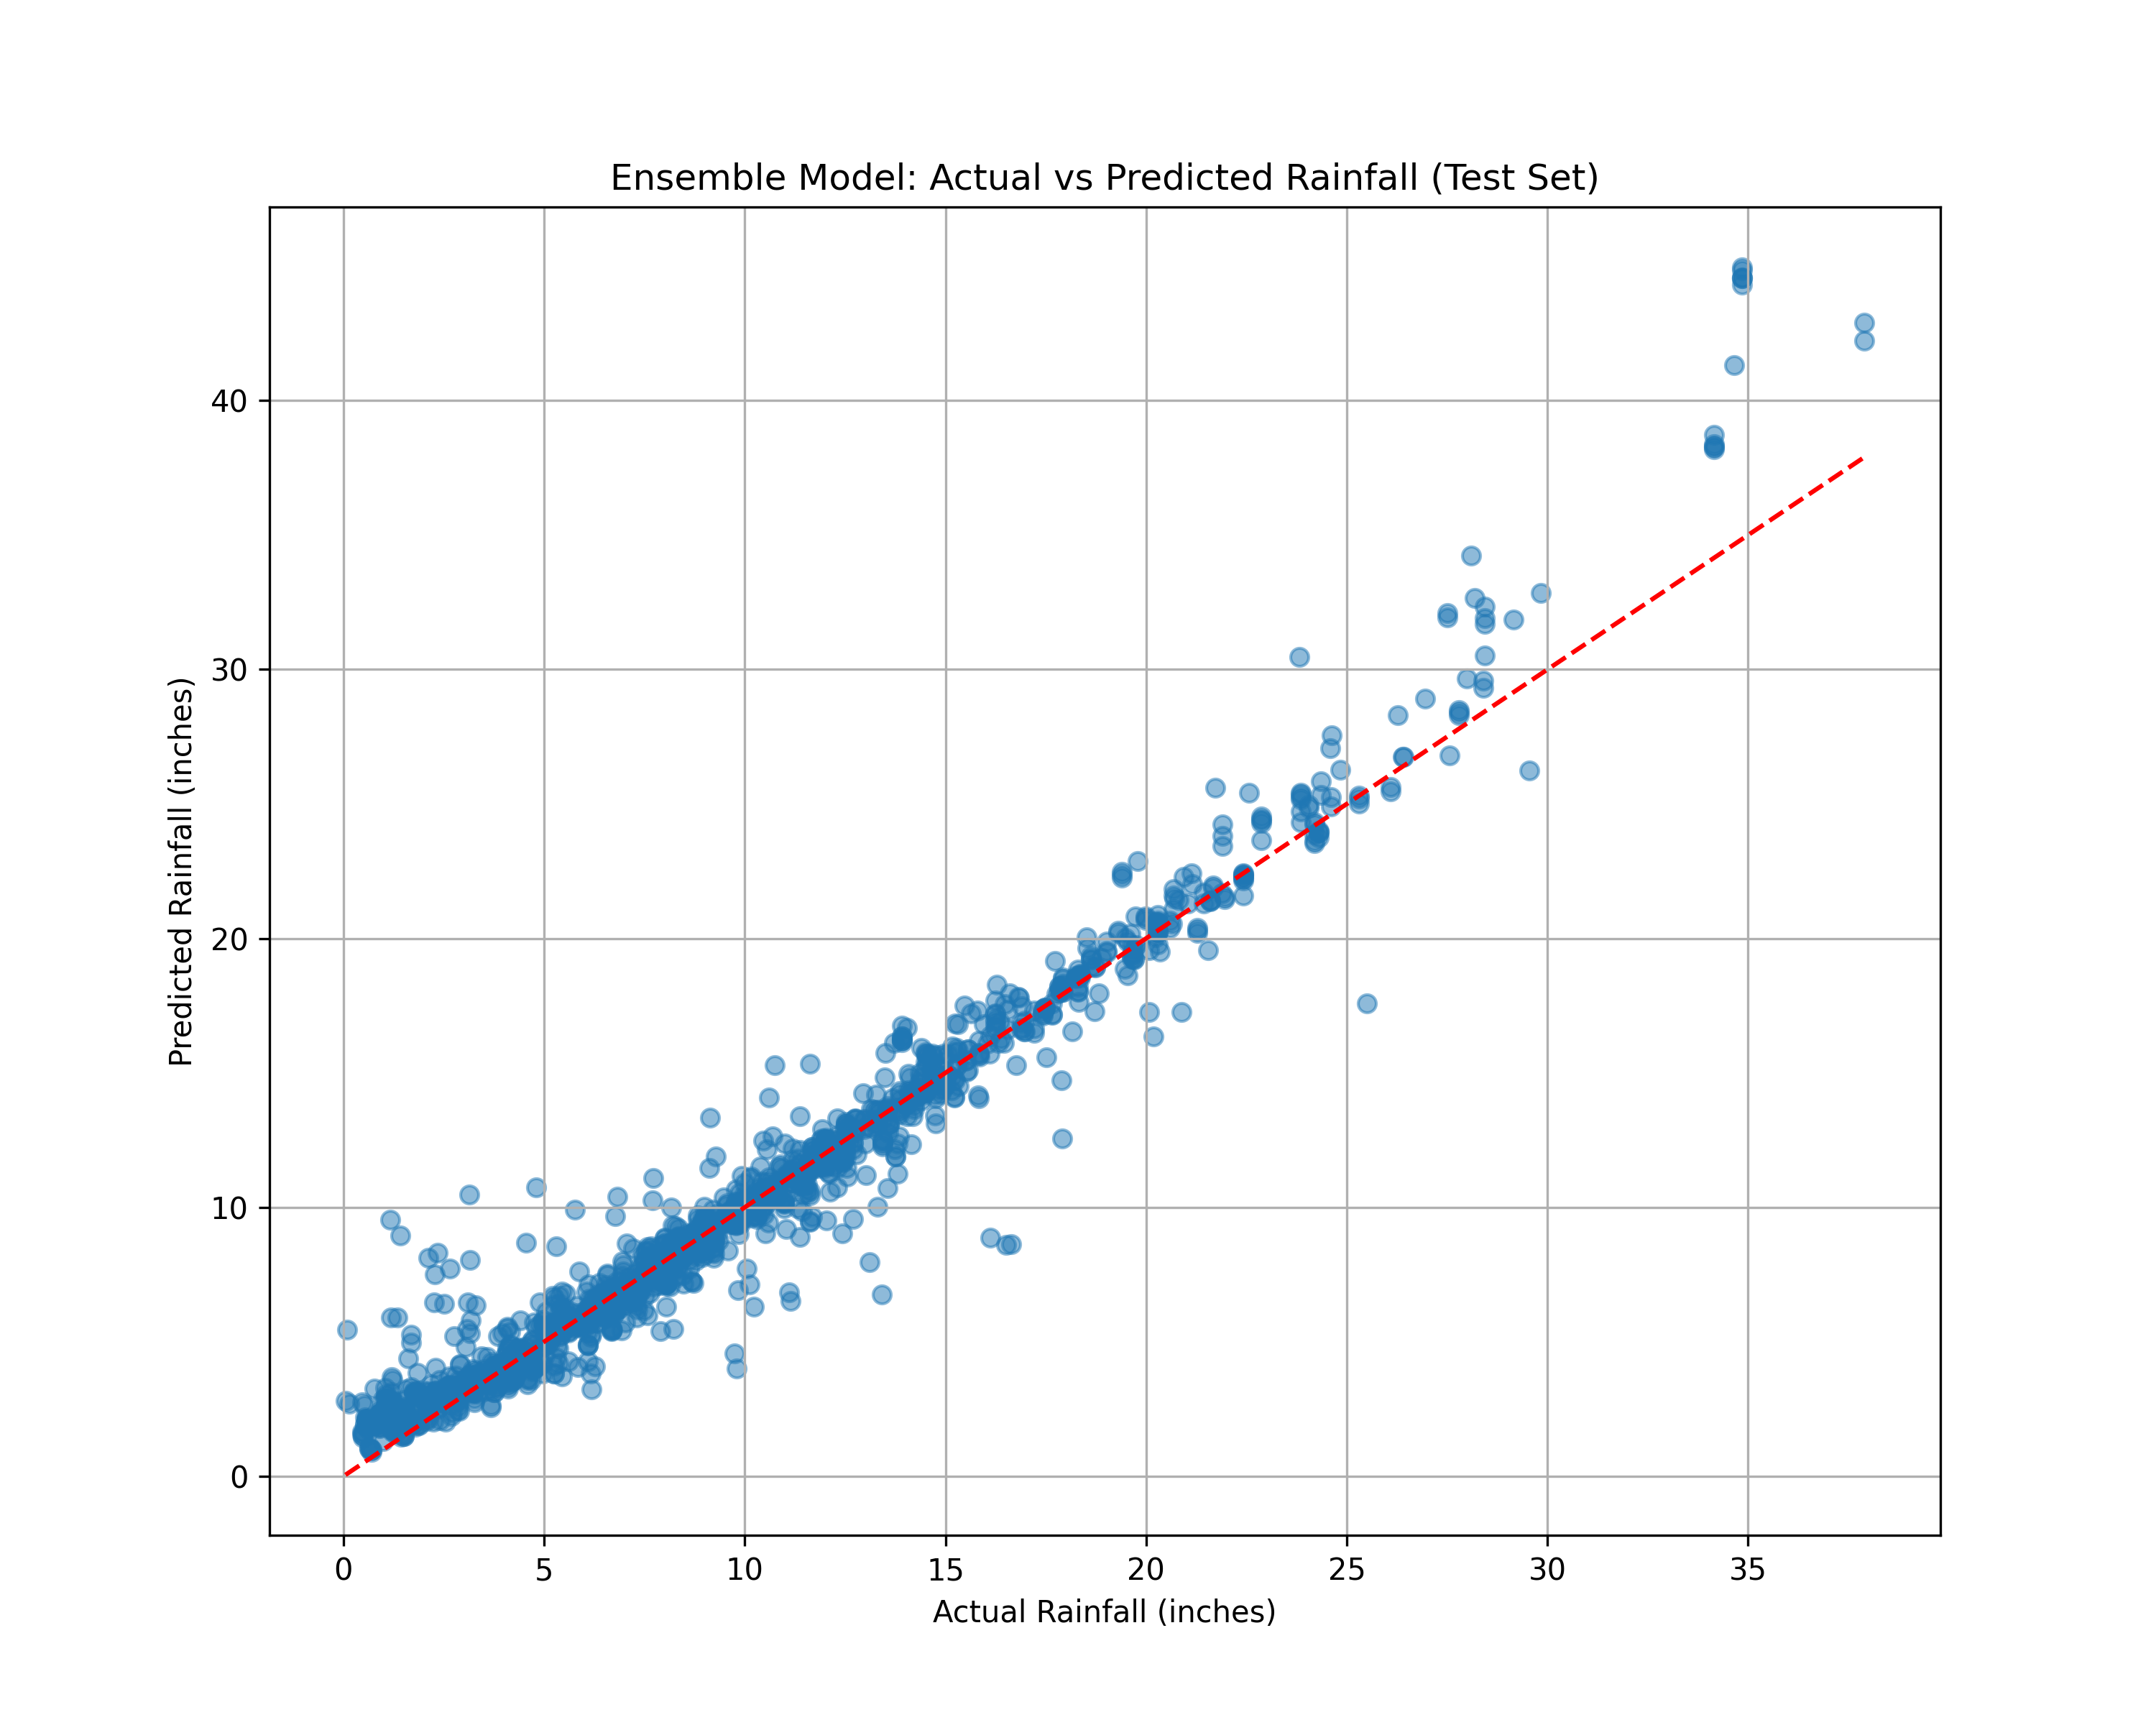 Ensemble Model: Actual vs Predicted Rainfall (Test Set)
Predicted Rainfall (inches)
40
30
20
10
0
0 5 10 15 20 25 30 35
Actual Rainfall (inches)